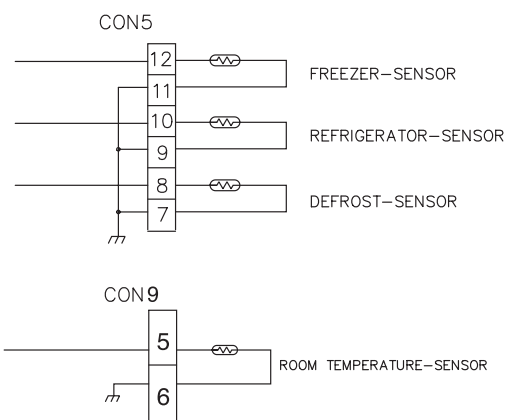 CON5
12
FREEZER-SENSOR
11
10
REFRIGERATOR-SENSOR
9
8
DEFROST-SENSOR
7
CON9
5
ROOM TEMPERATURE-SENSOR
6